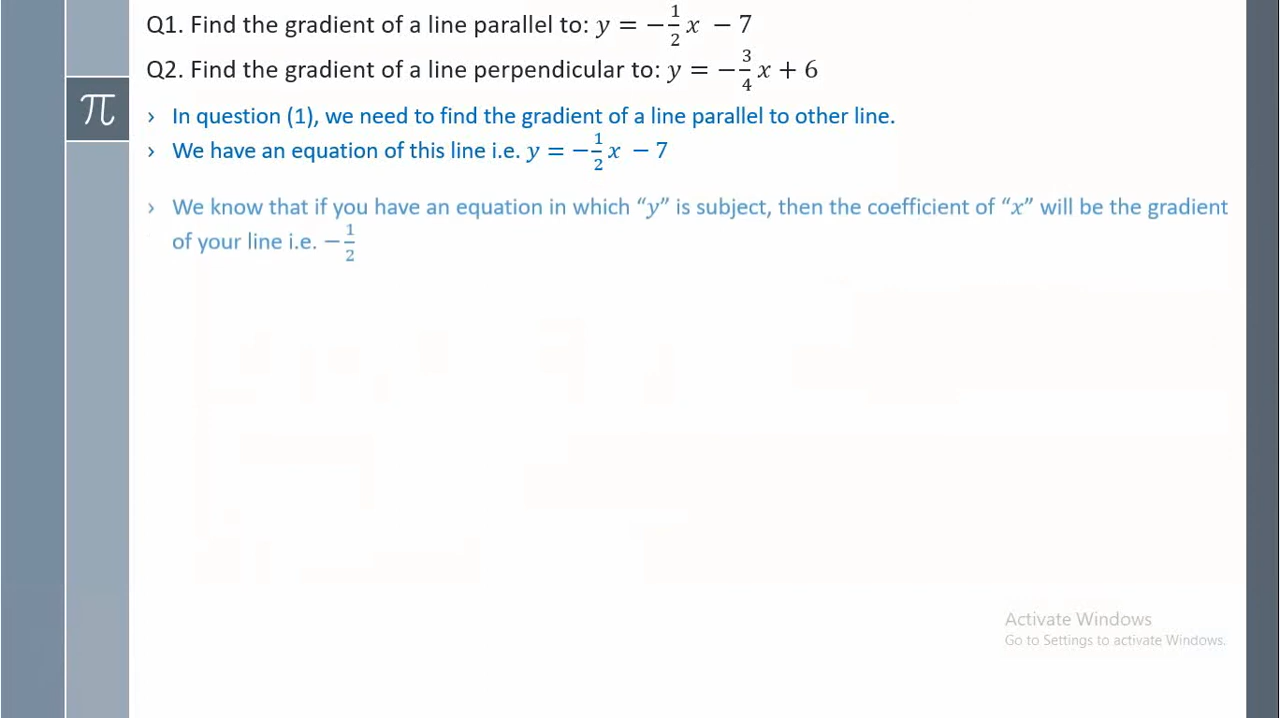 Q1. Find the gradient of a line parallel to: y = −1/2 x − 7
Q2. Find the gradient of a line perpendicular to: y = −3/4 x + 6
π
› In question (1), we need to find the gradient of a line parallel to other line.
› We have an equation of this line i.e. y = −1/2 x − 7
› We know that if you have an equation in which “y” is subject, then the coefficient of “x” will be the gradient
of your line i.e. −1/2
Activate Windows
Go to Settings to activate Windows.